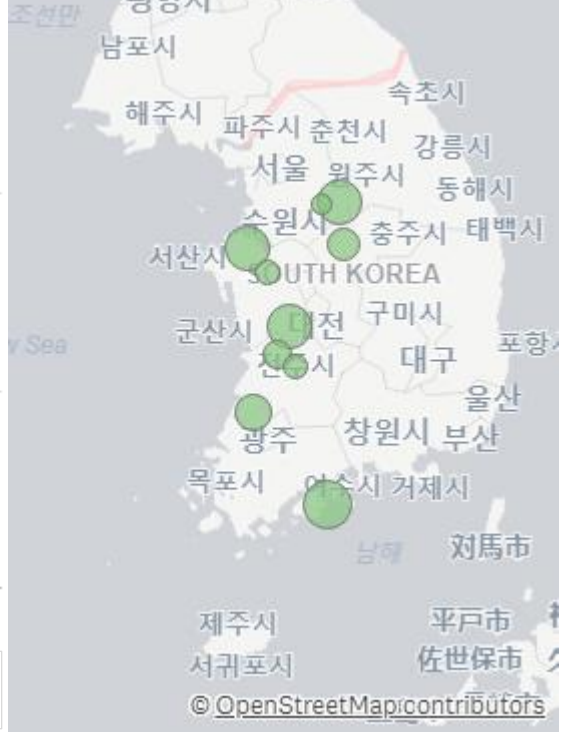 조선만
남포시
해주시
파주시
춘천시
속초시
강릉시
서울
원주시
동해시
수원시
충주시
태백시
서산시
SOUTH KOREA
군산시
대전
구미시
w Sea
대구
포항
울산
광주
창원시
부산
목포시
여수시
거제시
남해
対馬市
제주시
平戸市
서귀포시
佐世保市
© OpenStreetMap contributors